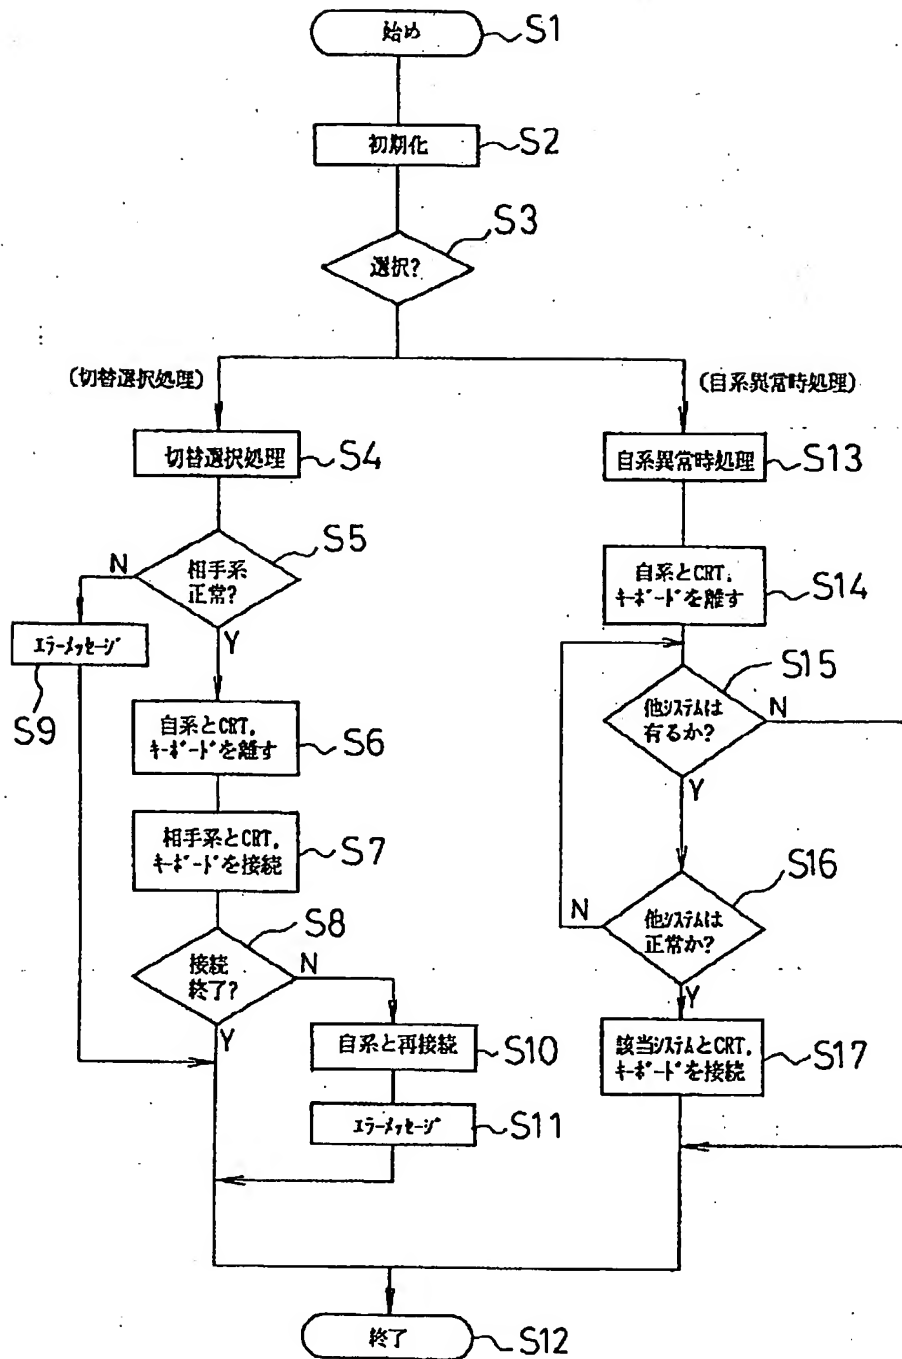 始め
S1
初期化
S2
S3
選択?
(切替選択処理)
(自系異常時処理)
切替選択処理
S4
自系異常時処理
S13
S5
N
相手系
正常?
Y
自系とCRT,
キーボードを離す
S14
エラーメッセージ
S9
S15
他システムは
有るか?
N
Y
自系とCRT,
キーボードを離す
S6
相手系とCRT,
キーボードを接続
S7
S16
N
他システムは
正常か?
Y
S8
接続
終了?
N
Y
自系と再接続
S10
該当システムとCRT,
キーボードを接続
S17
エラーメッセージ
S11
終了
S12